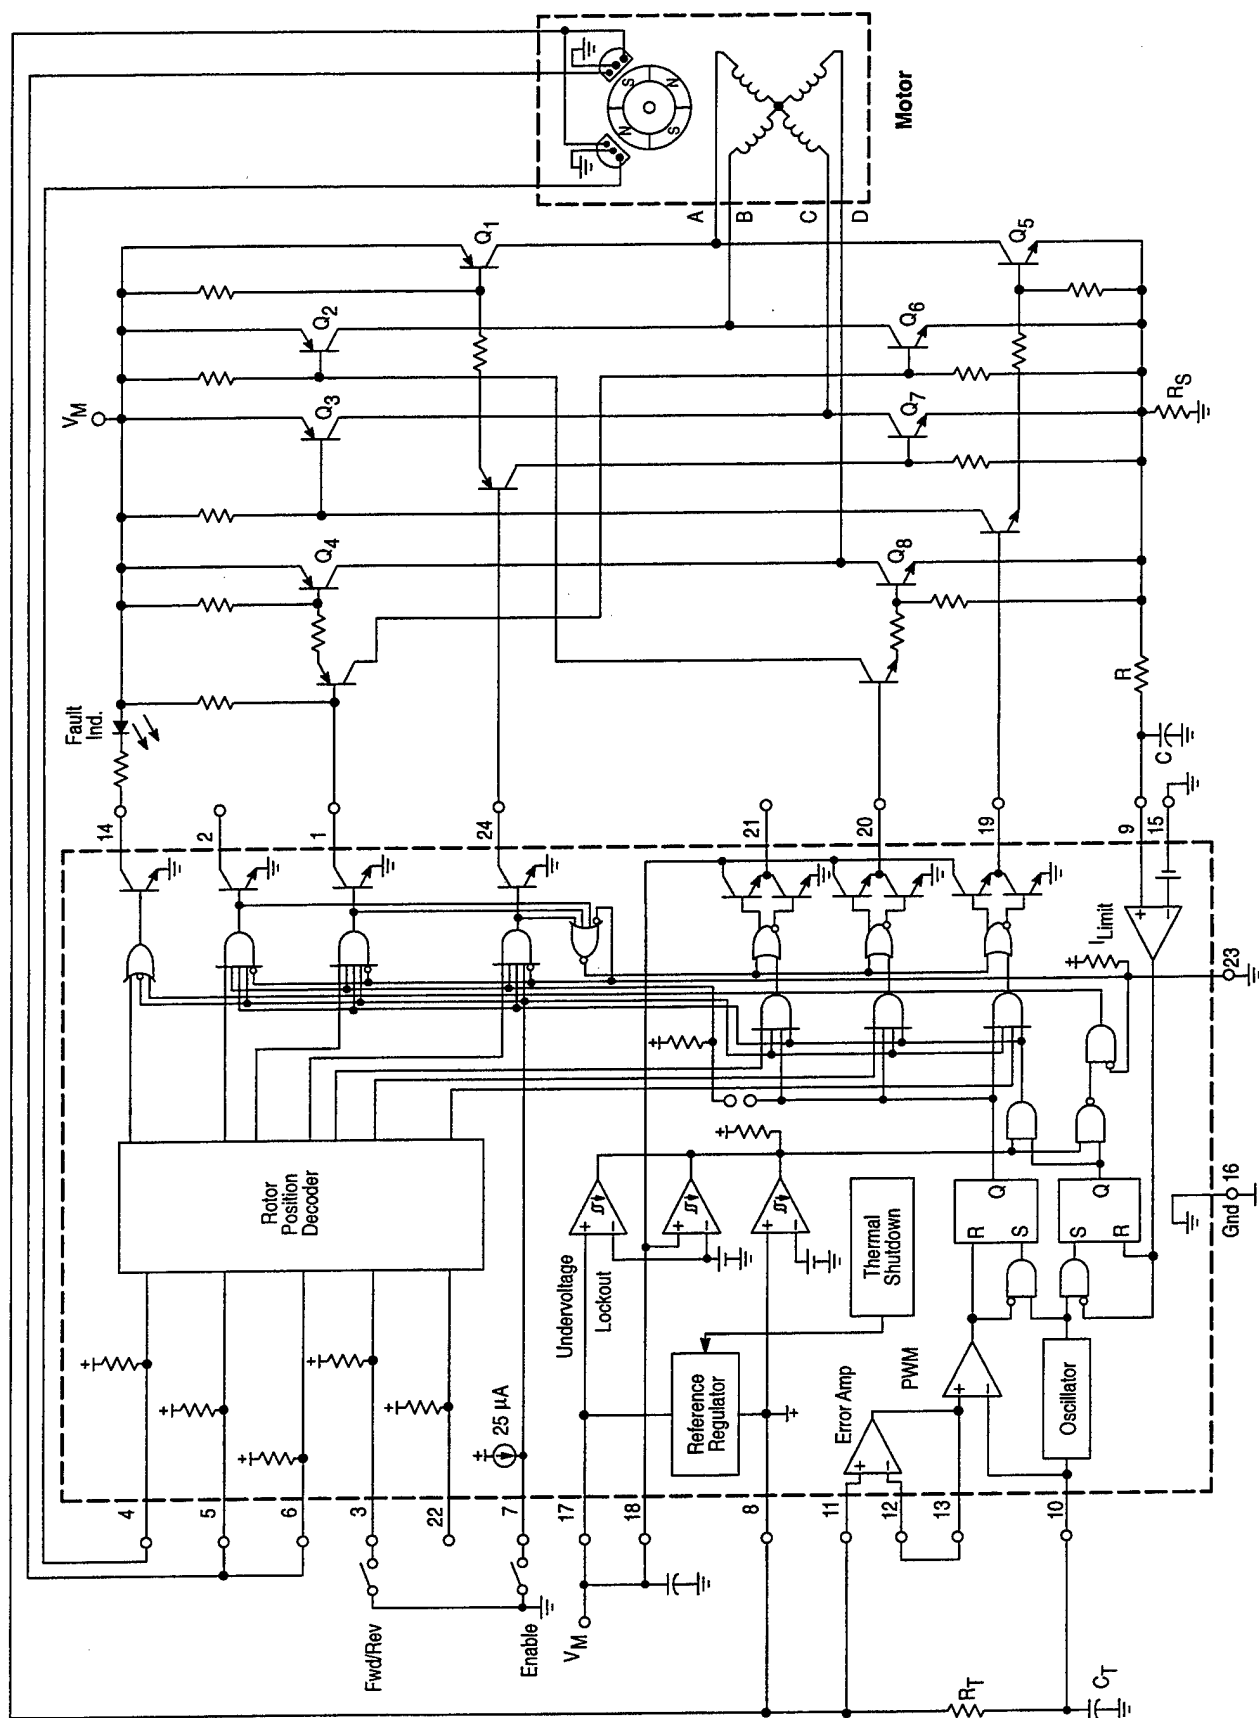 Motor
S
N
N
S
A
B
C
D
VM
Q1
Q2
Q3
Q4
Q5
Q6
Q7
Q8
RS
R
C
Fault
Ind.
14
2
1
24
21
20
19
9
15
ILimit
23
Gnd 16
Rotor
Position
Decoder
Undervoltage
Lockout
Thermal
Shutdown
Reference
Regulator
Error Amp
PWM
Oscillator
R
S
Q
S
R
Q
25 µA
4
5
6
3
22
7
17
18
8
11
12
13
10
Fwd/Rev
Enable
VM
RT
CT